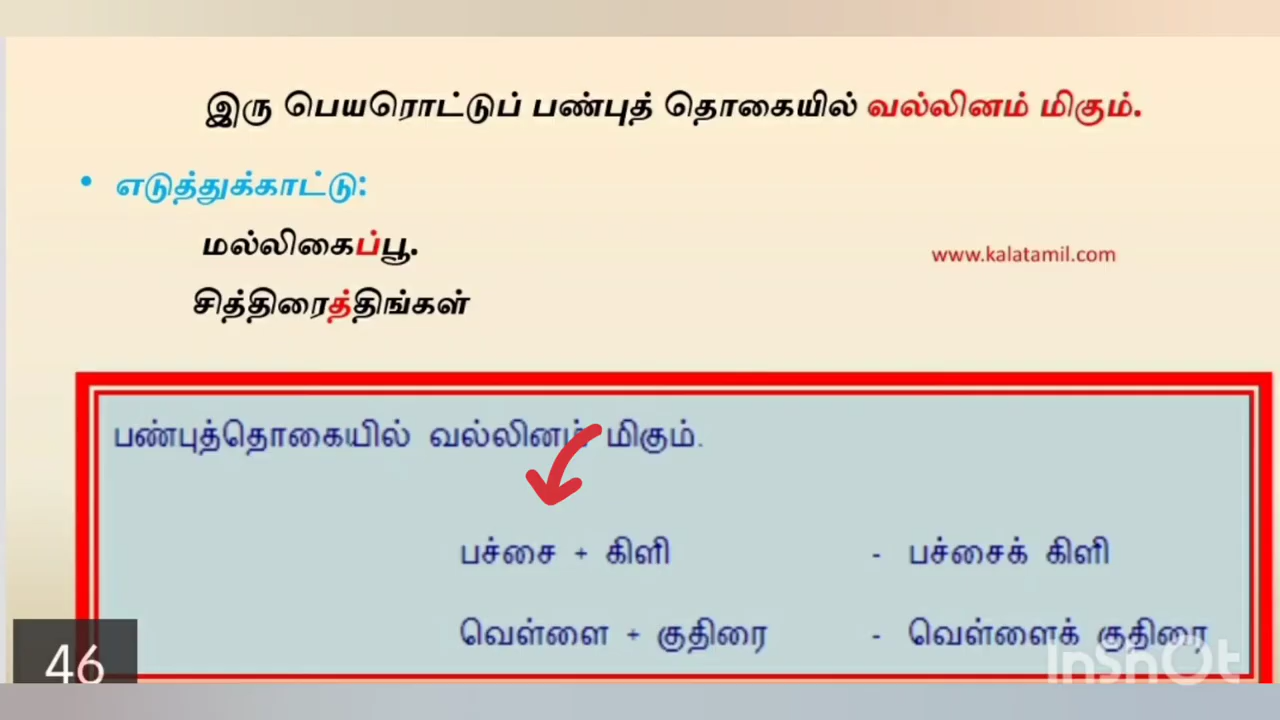 இரு பெயரொட்டுப் பண்புத் தொகையில் வல்லினம் மிகும்.
• எடுத்துக்காட்டு:
மல்லிகைப்பூ.
www.kalatamil.com
சித்திரைத்திங்கள்
பண்புத்தொகையில் வல்லினம் மிகும்.
பச்சை + கிளி - பச்சைக் கிளி
வெள்ளை + குதிரை - வெள்ளைக் குதிரை
46
InShOt